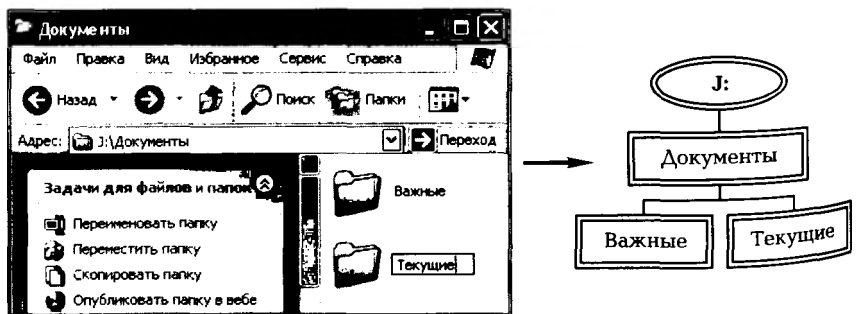 Документы
Файл Правка Вид Избранное Сервис Справка
Назад Поиск Папки
Адрес: J:\Документы Переход
Задачи для файлов и папок
Переименовать папку
Переместить папку
Скопировать папку
Опубликовать папку в вебе
Важные
Текущие
J:
Документы
Важные
Текущие